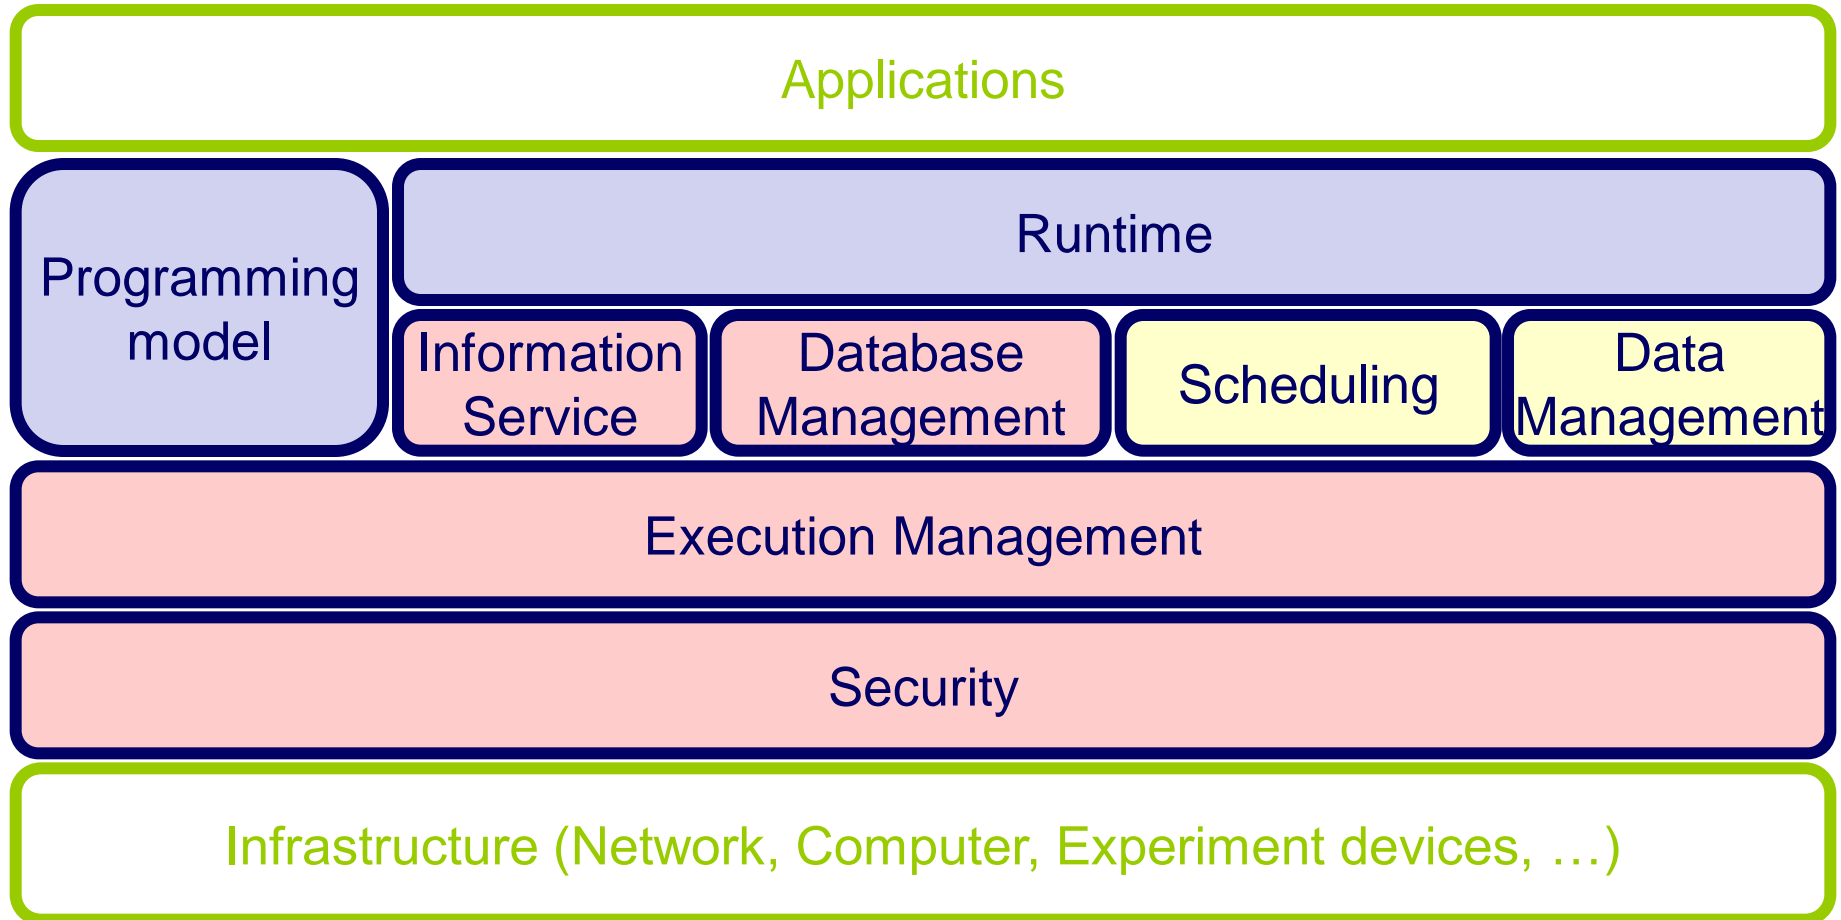 Applications
Runtime
Programming
model
Information
Service
Database
Management
Scheduling
Data
Management
Execution Management
Security
Infrastructure (Network, Computer, Experiment devices, …)